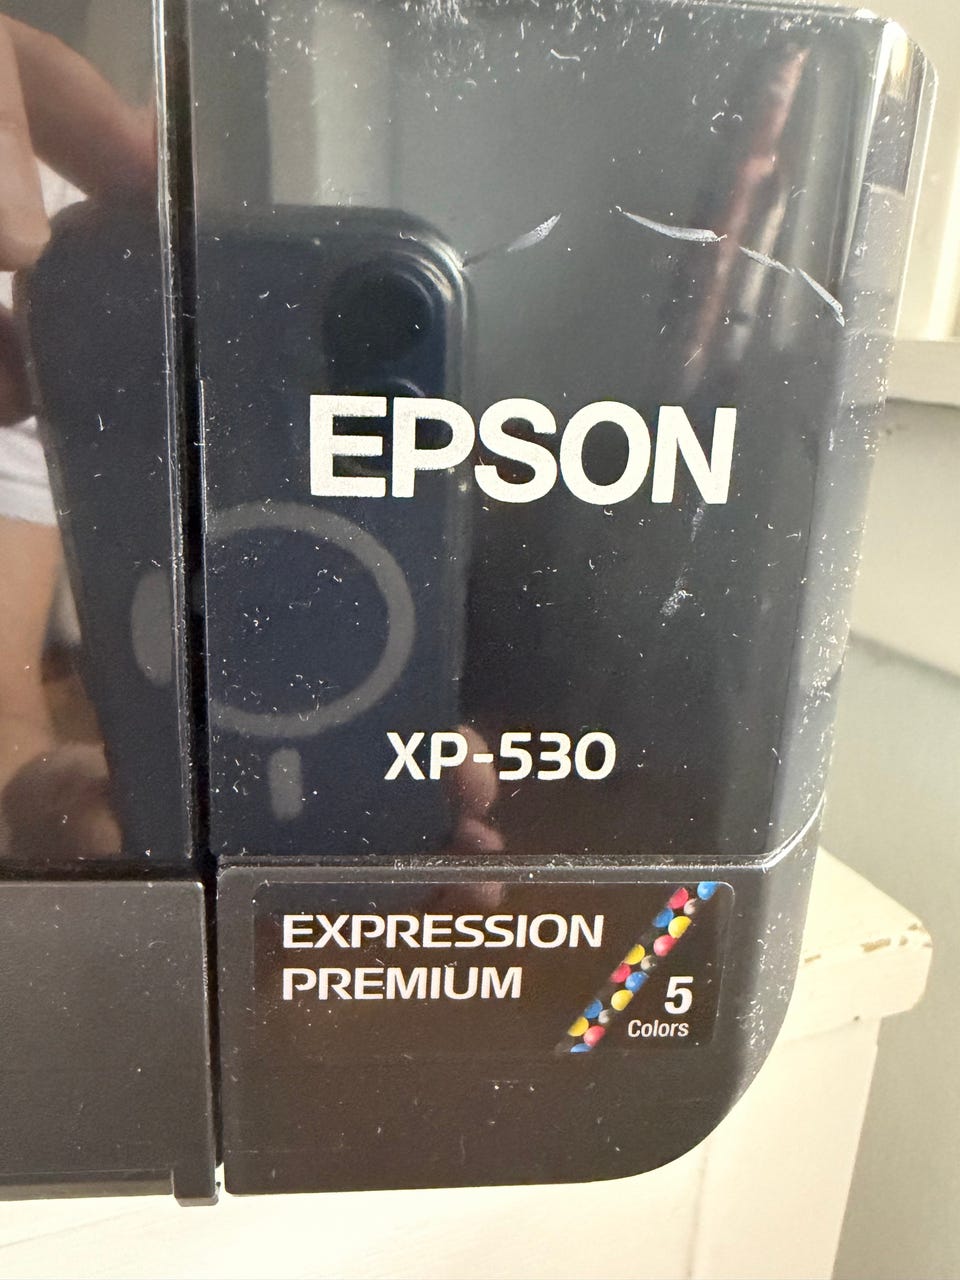 EPSON
XP-530
EXPRESSION
PREMIUM
5
Colors